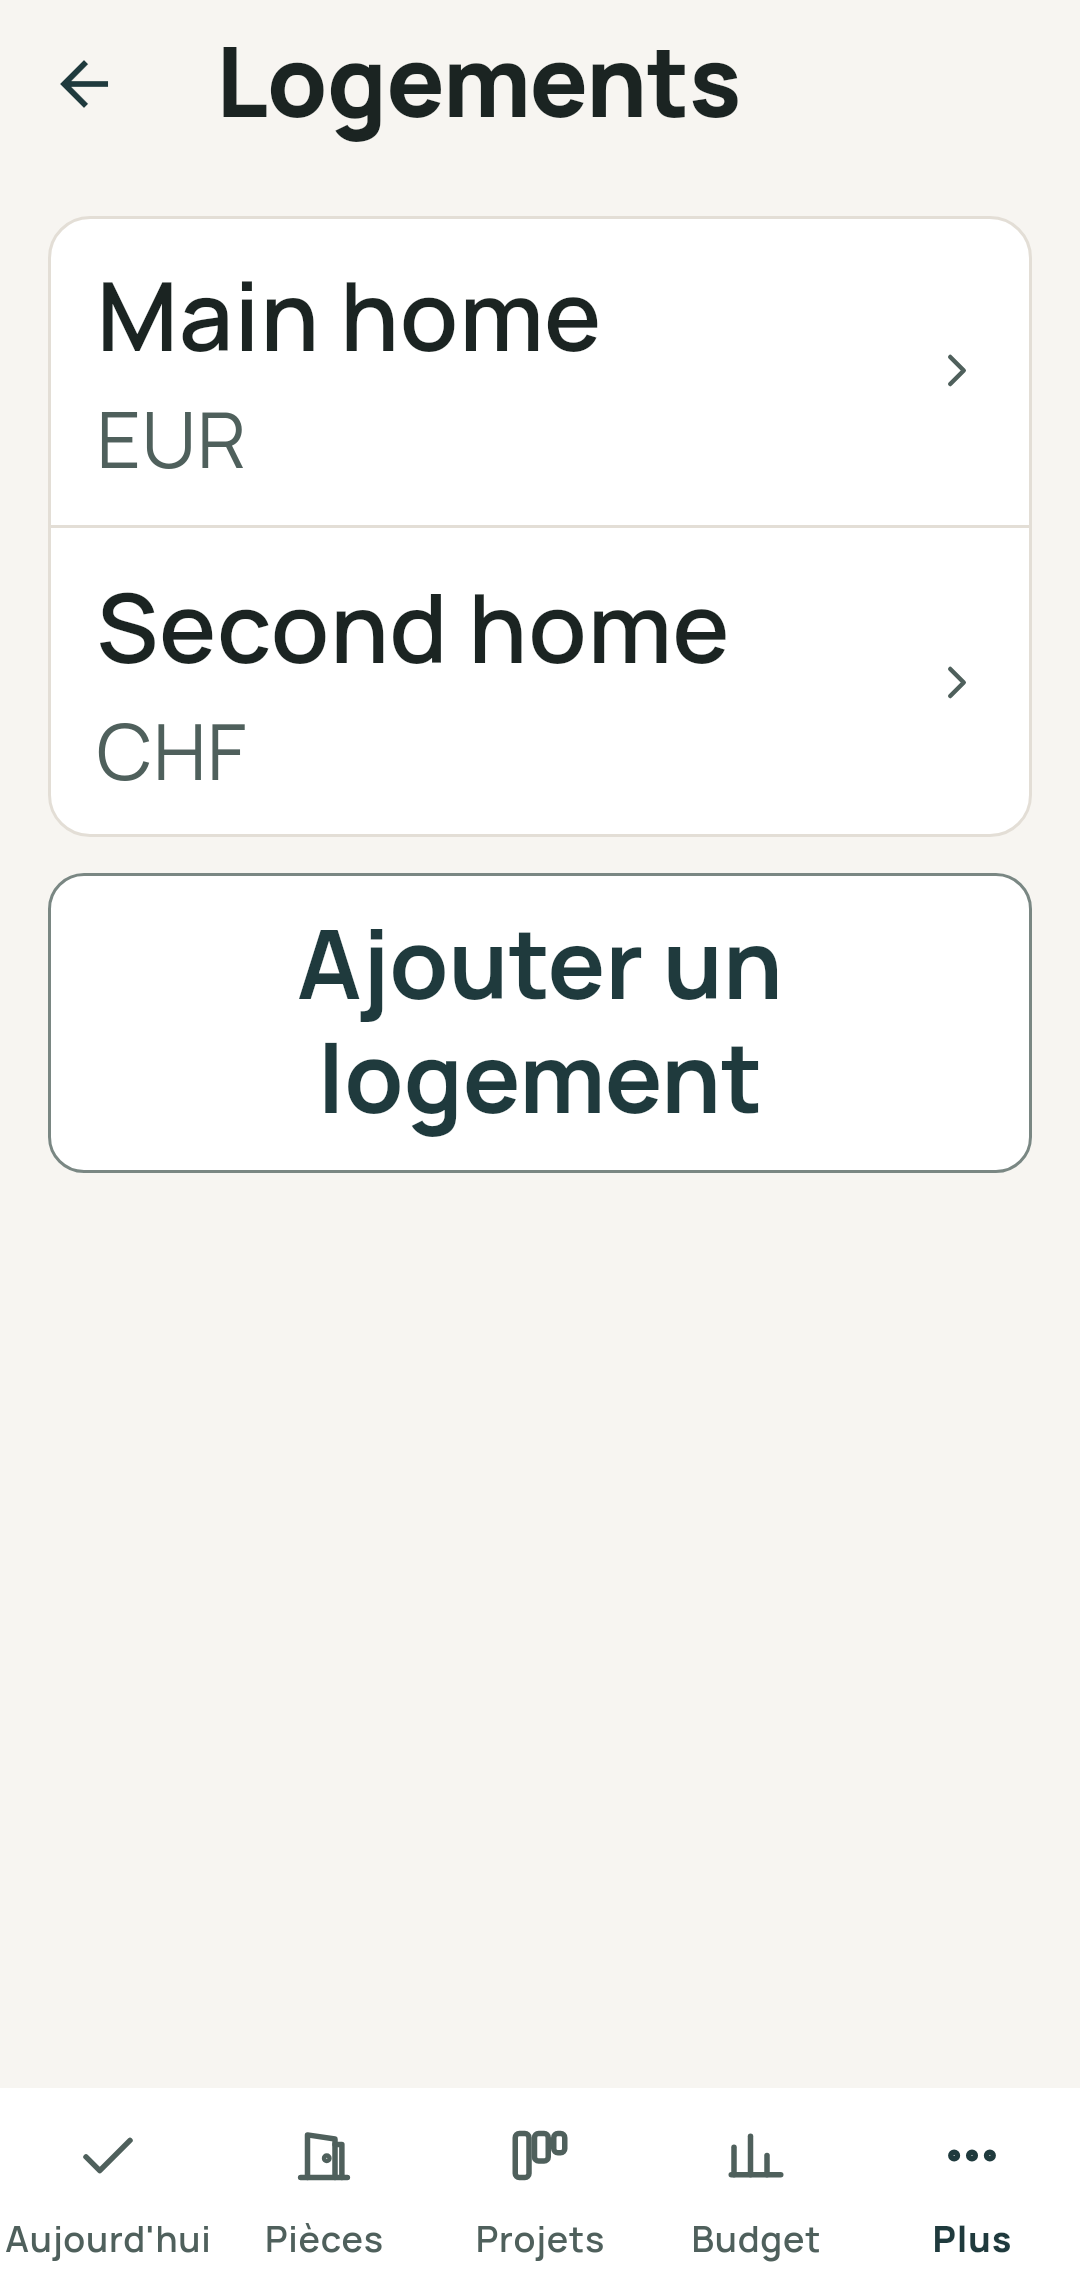 Logements
Main home
EUR
Second home
CHF
Ajouter un
logement
Aujourd'hui
Pièces
Projets
Budget
Plus